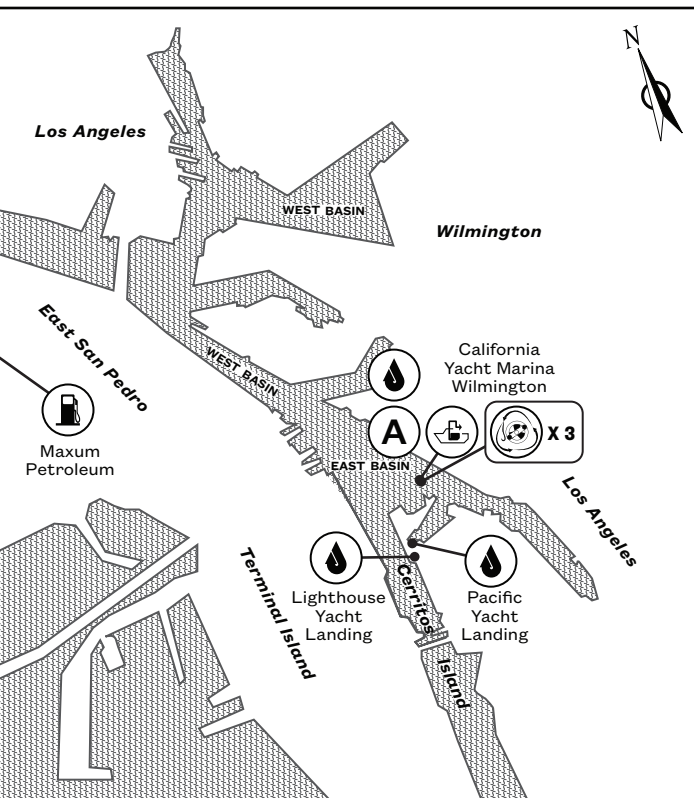 N
Los Angeles
WEST BASIN
Wilmington
East San Pedro
WEST BASIN
California
Yacht Marina
Wilmington
A
X 3
Maxum
Petroleum
EAST BASIN
Los Angeles
Terminal Island
Lighthouse
Yacht
Landing
Cerritos
Island
Pacific
Yacht
Landing